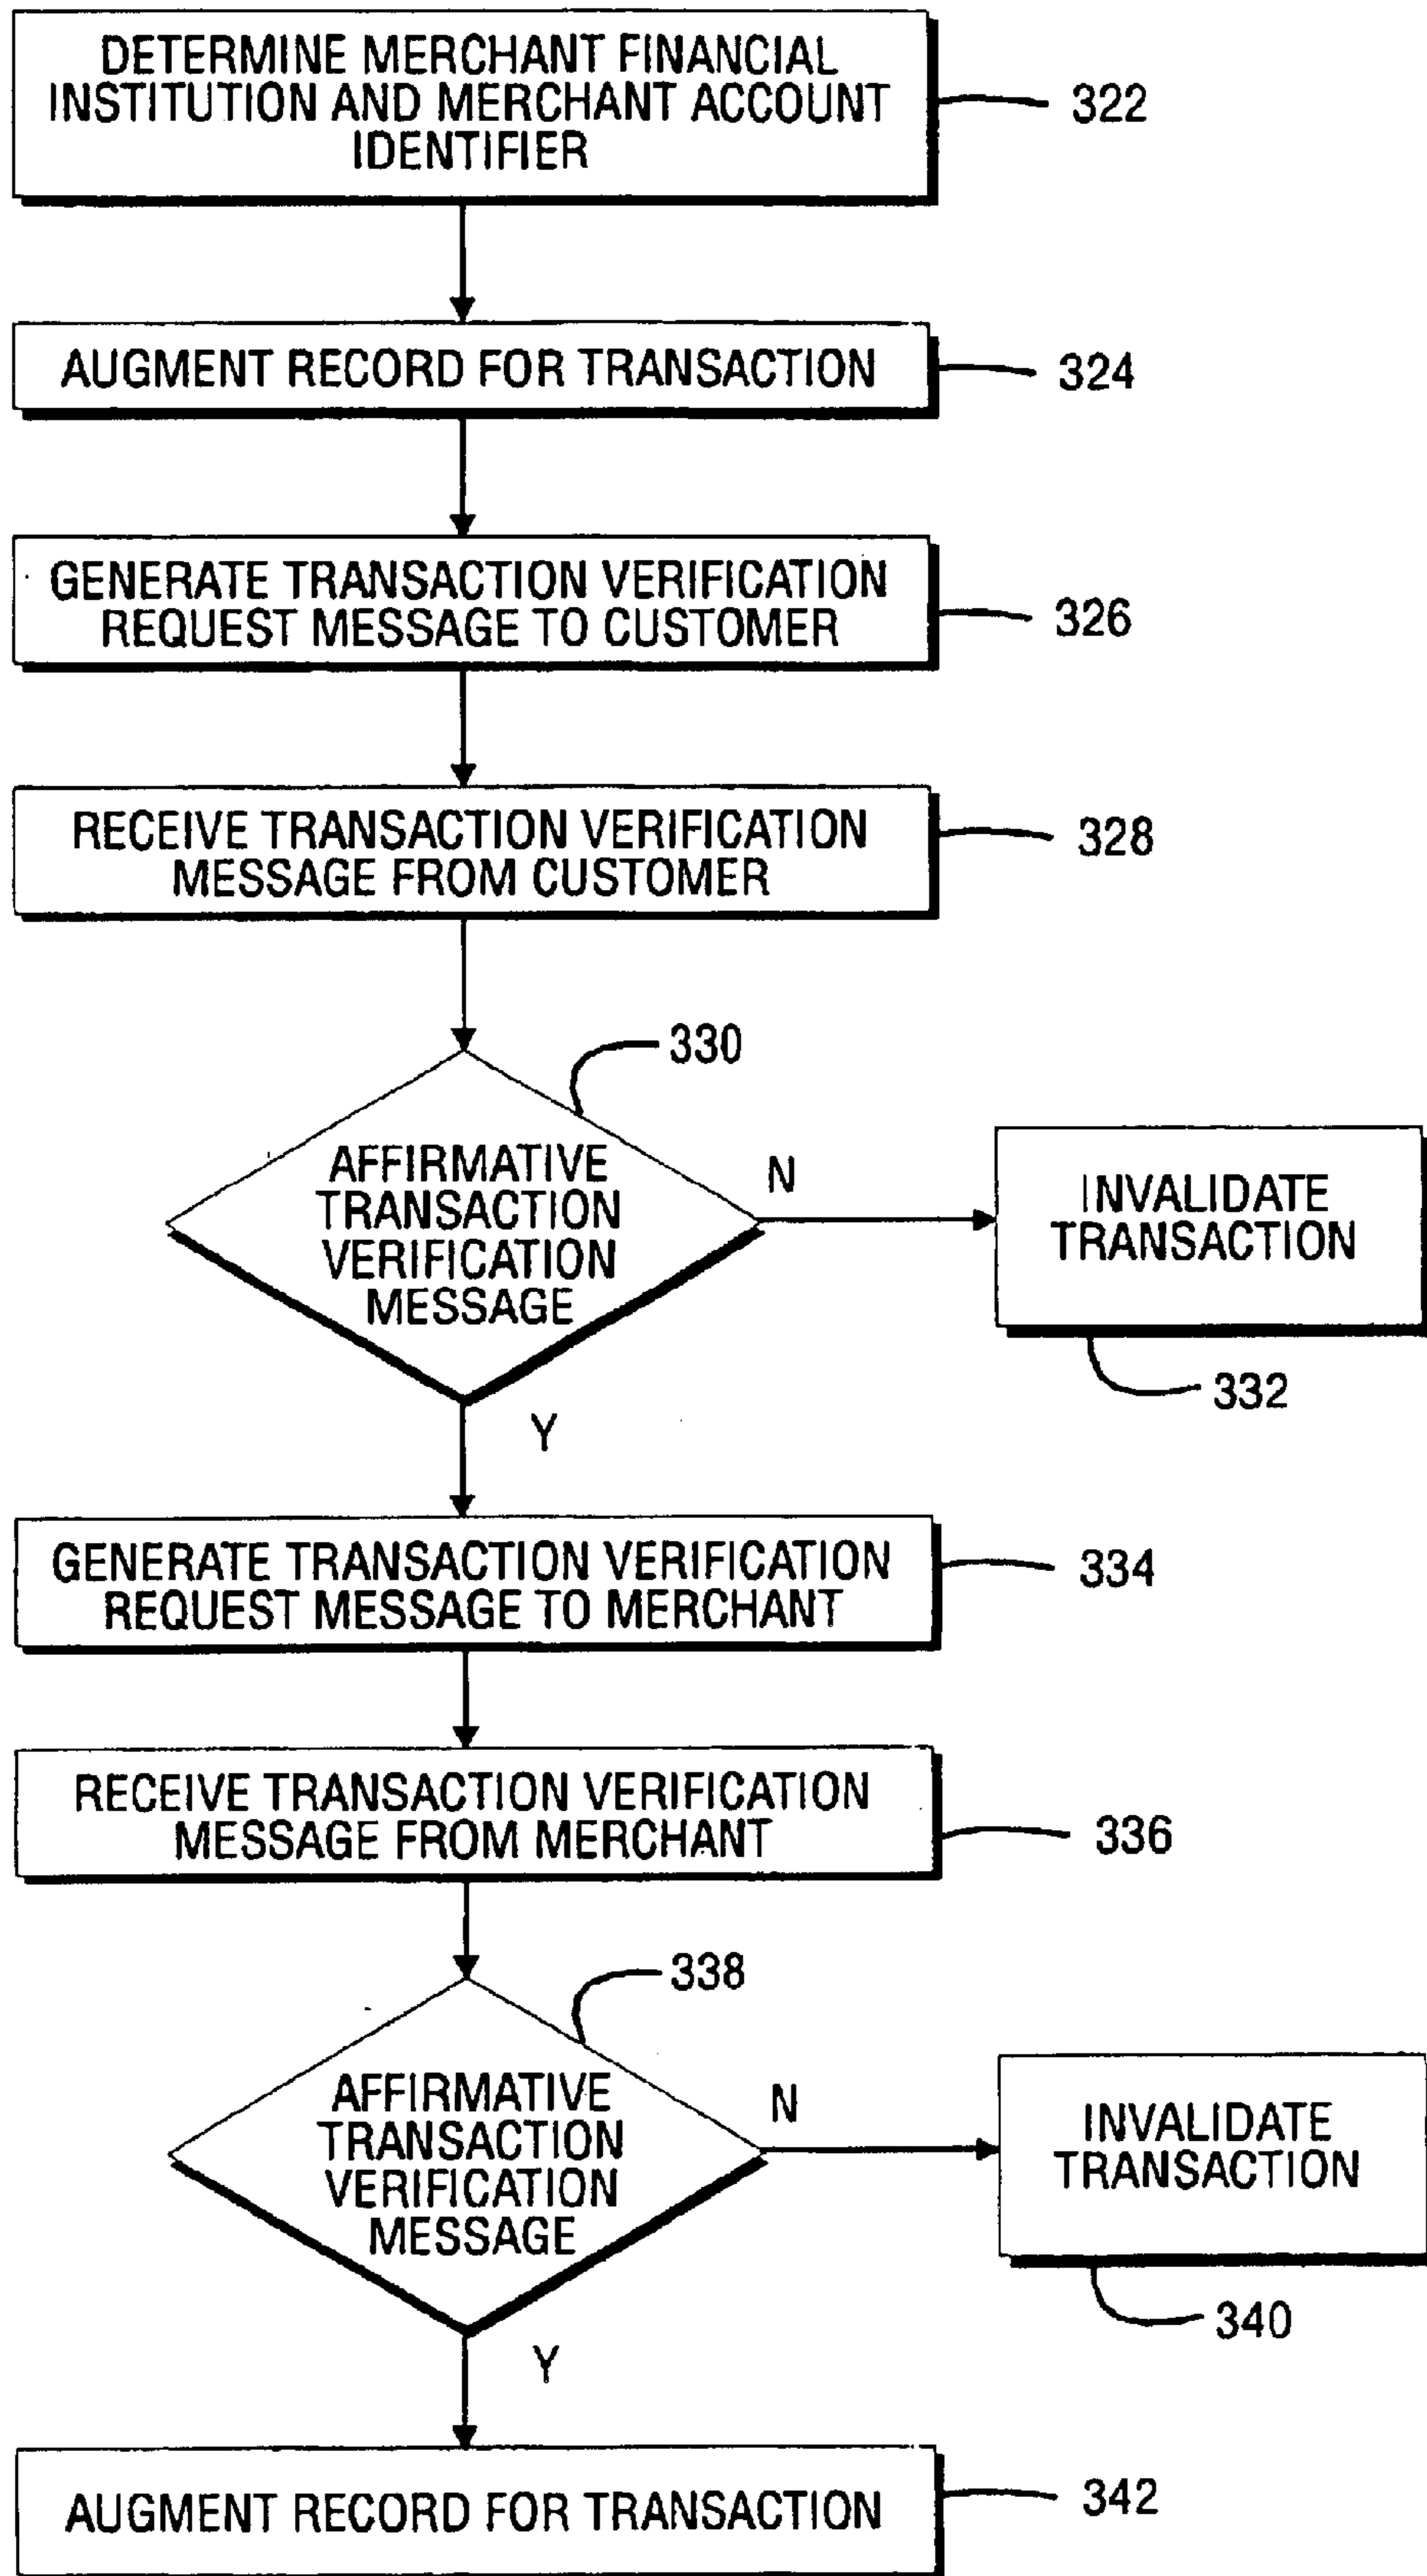 DETERMINE MERCHANT FINANCIAL
INSTITUTION AND MERCHANT ACCOUNT
IDENTIFIER
322
AUGMENT RECORD FOR TRANSACTION
324
GENERATE TRANSACTION VERIFICATION
REQUEST MESSAGE TO CUSTOMER
326
RECEIVE TRANSACTION VERIFICATION
MESSAGE FROM CUSTOMER
328
330
AFFIRMATIVE
TRANSACTION
VERIFICATION
MESSAGE
N
INVALIDATE
TRANSACTION
332
Y
GENERATE TRANSACTION VERIFICATION
REQUEST MESSAGE TO MERCHANT
334
RECEIVE TRANSACTION VERIFICATION
MESSAGE FROM MERCHANT
336
338
AFFIRMATIVE
TRANSACTION
VERIFICATION
MESSAGE
N
INVALIDATE
TRANSACTION
340
Y
AUGMENT RECORD FOR TRANSACTION
342